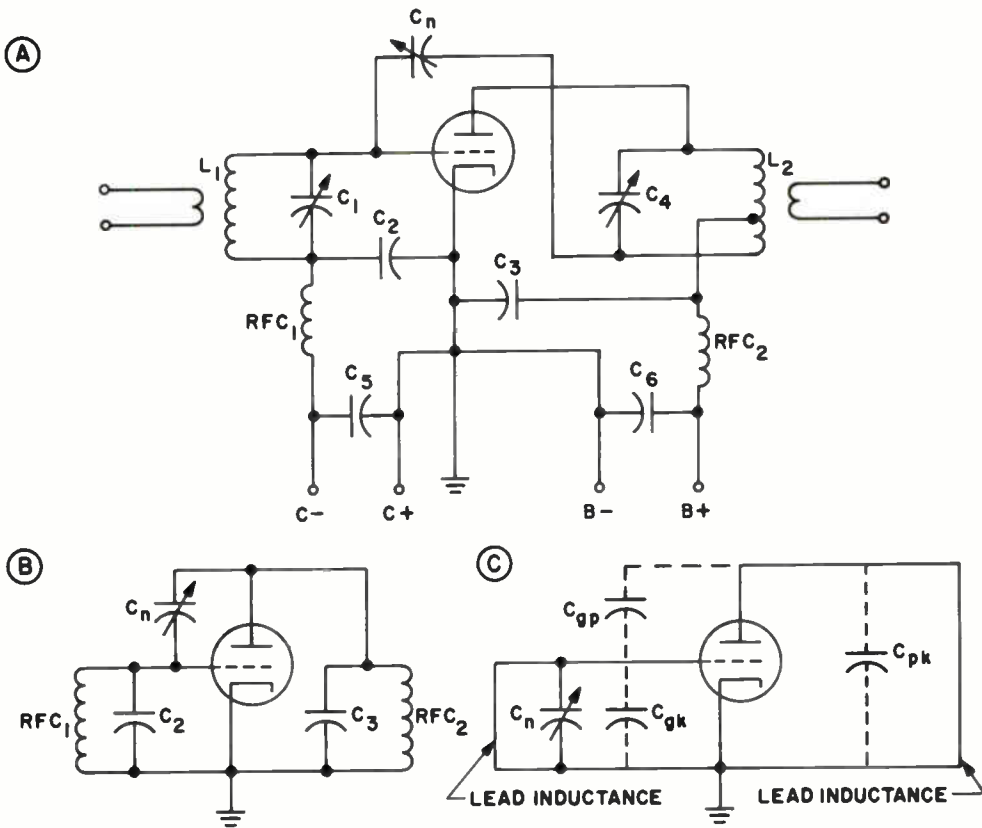 A
Cn
L1
C1
C2
C4
L2
C3
RFC1
RFC2
C5
C6
C-
C+
B-
B+
B
Cn
RFC1
C2
C3
RFC2
C
Cgp
Cn
Cgk
Cpk
LEAD INDUCTANCE
LEAD INDUCTANCE